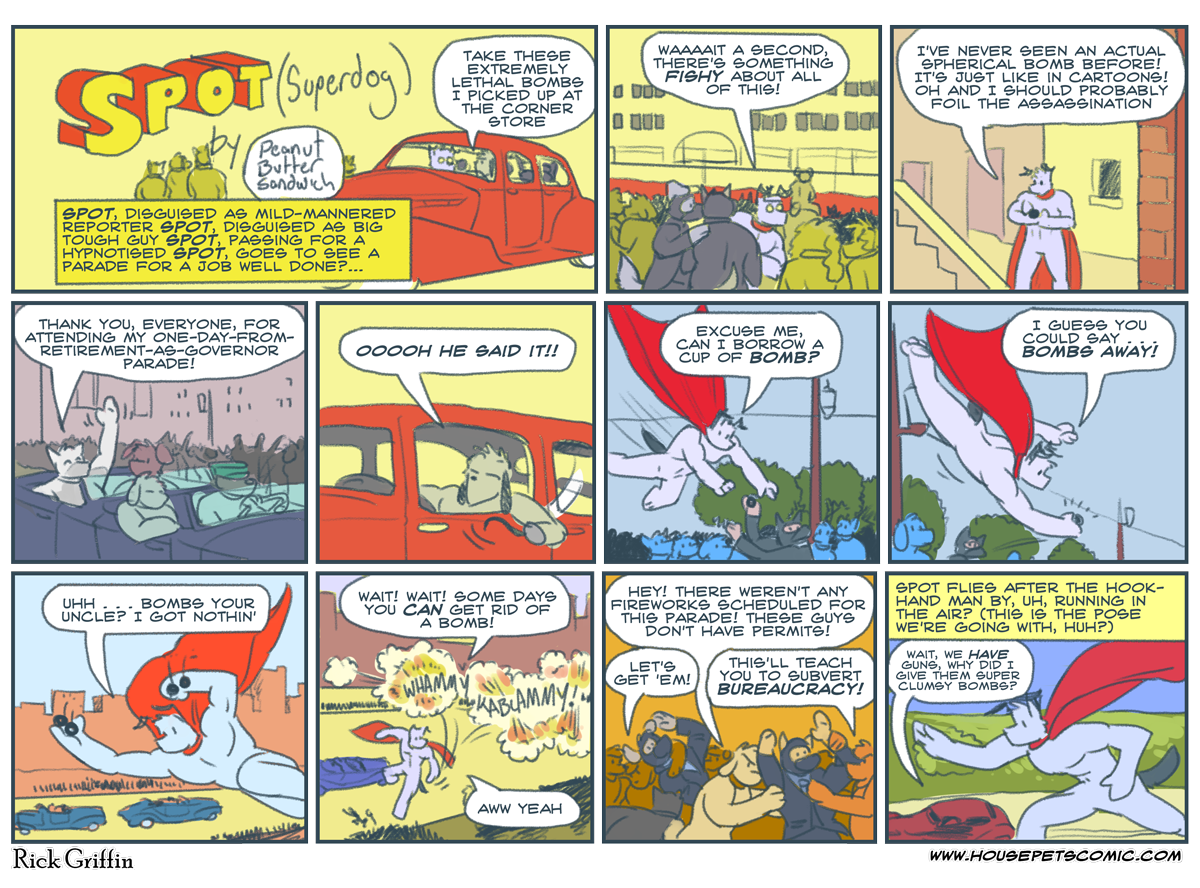 SPOT (Superdog)
by Peanut
Butter
Sandwich
TAKE THESE
EXTREMELY
LETHAL BOMBS
I PICKED UP AT
THE CORNER
STORE
SPOT, DISGUISED AS MILD-MANNERED
REPORTER SPOT, DISGUISED AS BIG
TOUGH GUY SPOT, PASSING FOR A
HYPNOTISED SPOT, GOES TO SEE A
PARADE FOR A JOB WELL DONE?...
WAAAAIT A SECOND,
THERE'S SOMETHING
FISHY ABOUT ALL
OF THIS!
I'VE NEVER SEEN AN ACTUAL
SPHERICAL BOMB BEFORE!
IT'S JUST LIKE IN CARTOONS!
OH AND I SHOULD PROBABLY
FOIL THE ASSASSINATION
THANK YOU, EVERYONE, FOR
ATTENDING MY ONE-DAY-FROM-
RETIREMENT-AS-GOVERNOR
PARADE!
OOOOH HE SAID IT!!
EXCUSE ME,
CAN I BORROW A
CUP OF BOMB?
I GUESS YOU
COULD SAY . . .
BOMBS AWAY!
UHH . . . BOMBS YOUR
UNCLE? I GOT NOTHIN'
WAIT! WAIT! SOME DAYS
YOU CAN GET RID OF
A BOMB!
WHAMMY
KABLAMMY!
AWW YEAH
HEY! THERE WEREN'T ANY
FIREWORKS SCHEDULED FOR
THIS PARADE! THESE GUYS
DON'T HAVE PERMITS!
LET'S
GET 'EM!
THIS'LL TEACH
YOU TO SUBVERT
BUREAUCRACY!
SPOT FLIES AFTER THE HOOK-
HAND MAN BY, UH, RUNNING IN
THE AIR? (THIS IS THE POSE
WE'RE GOING WITH, HUH?)
WAIT, WE HAVE
GUNS, WHY DID I
GIVE THEM SUPER
CLUMSY BOMBS?
Rick Griffin
WWW.HOUSEPETSCOMIC.COM